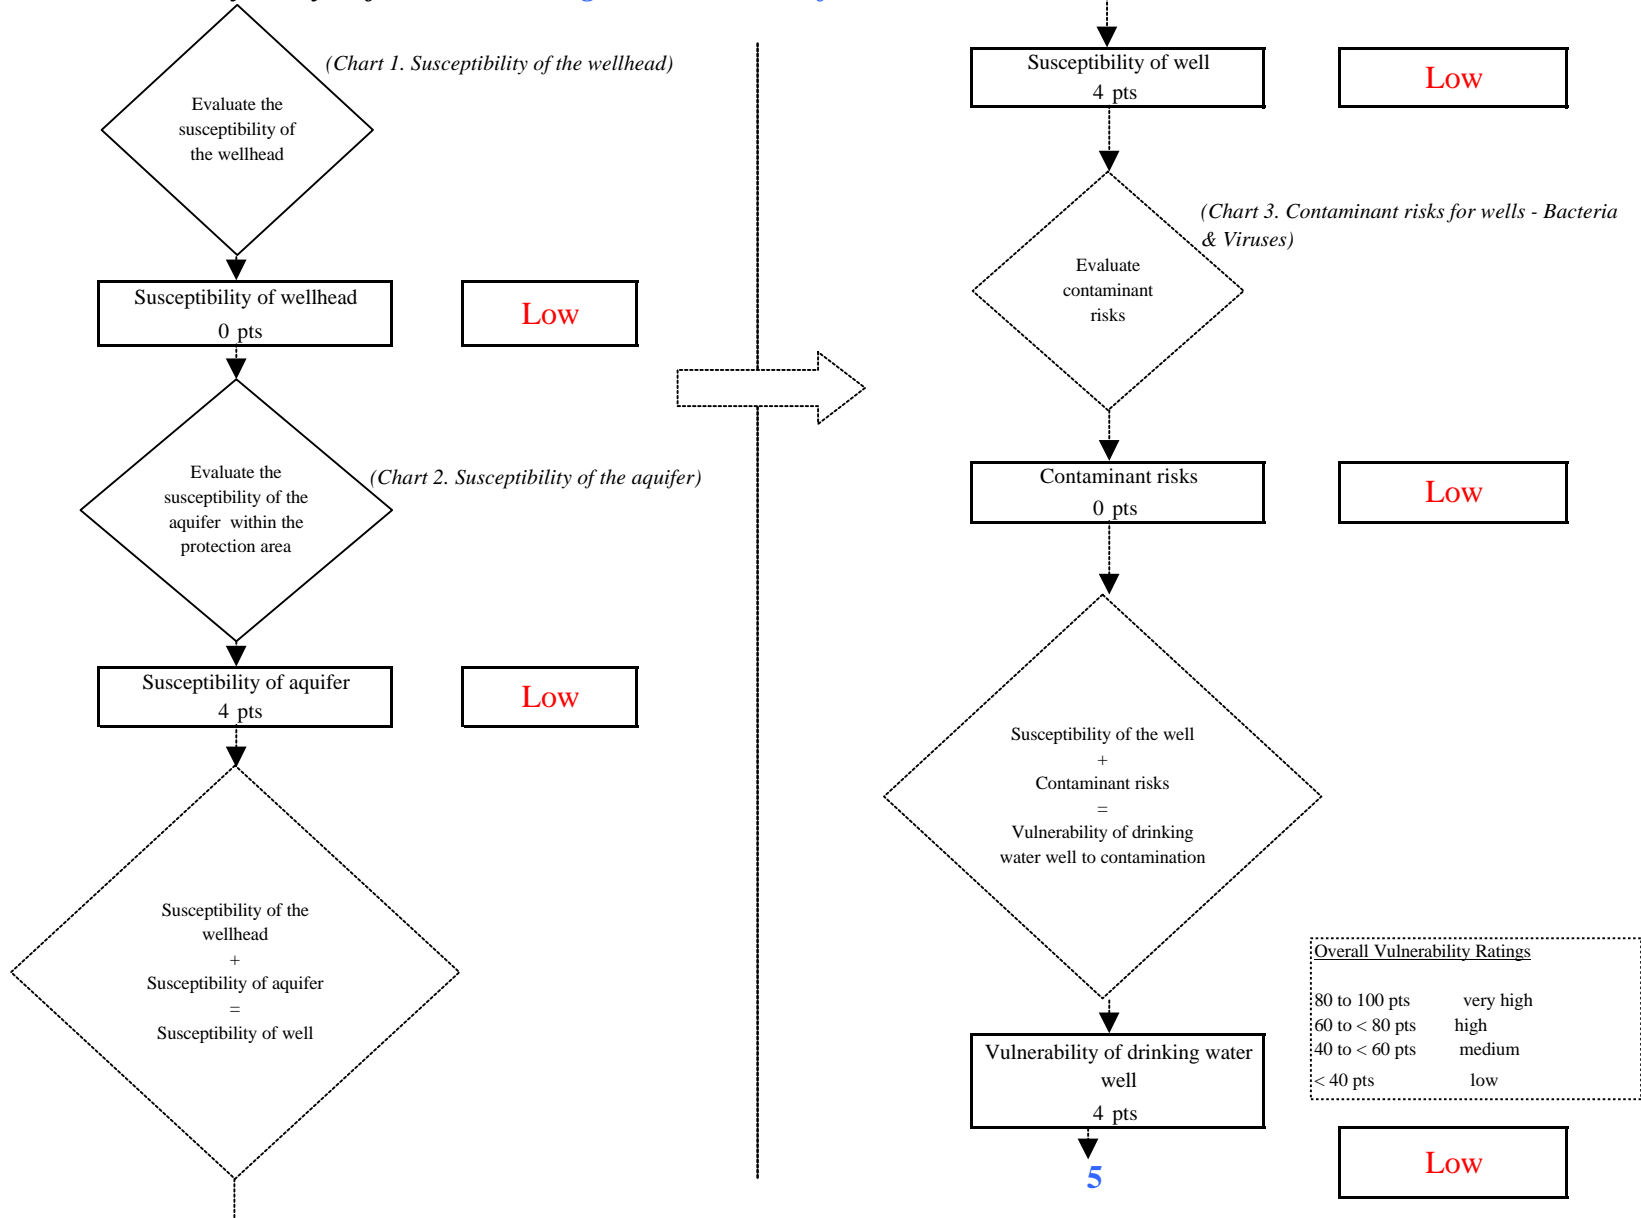 (Chart 1. Susceptibility of the wellhead)
Evaluate the
susceptibility of
the wellhead
Susceptibility of wellhead
0 pts
Low
Evaluate the
susceptibility of the
aquifer within the
protection area
(Chart 2. Susceptibility of the aquifer)
Susceptibility of aquifer
4 pts
Low
Susceptibility of the
wellhead
+
Susceptibility of aquifer
=
Susceptibility of well
Susceptibility of well
4 pts
Low
(Chart 3. Contaminant risks for wells - Bacteria
& Viruses)
Evaluate
contaminant
risks
Contaminant risks
0 pts
Low
Susceptibility of the well
+
Contaminant risks
=
Vulnerability of drinking
water well to contamination
Overall Vulnerability Ratings
80 to 100 pts very high
60 to < 80 pts high
40 to < 60 pts medium
< 40 pts low
Vulnerability of drinking water
well
4 pts
5
Low